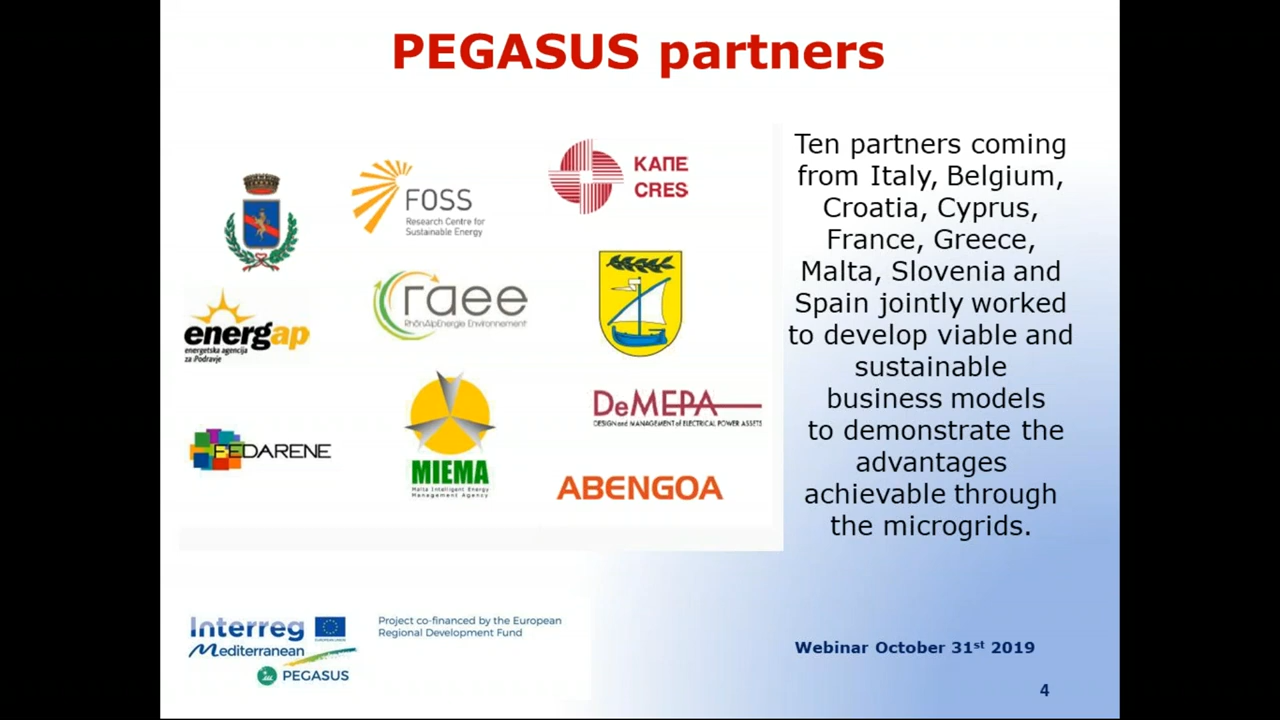 PEGASUS partners
FOSS
Research Centre for
Sustainable Energy
ΚΑΠΕ
CRES
energap
energetska agencija
za Podravje
raee
RhônAlpEnergie Environnement
FEDARENE
MIEMA
Malta Intelligent Energy
Management Agency
DeMEPA
DESIGN and MANAGEMENT of ELECTRICAL POWER ASSETS
ABENGOA
Ten partners coming
from Italy, Belgium,
Croatia, Cyprus,
France, Greece,
Malta, Slovenia and
Spain jointly worked
to develop viable and
sustainable
business models
to demonstrate the
advantages
achievable through
the microgrids.
Interreg
Mediterranean
PEGASUS
Project co-financed by the European
Regional Development Fund
Webinar October 31st 2019
4